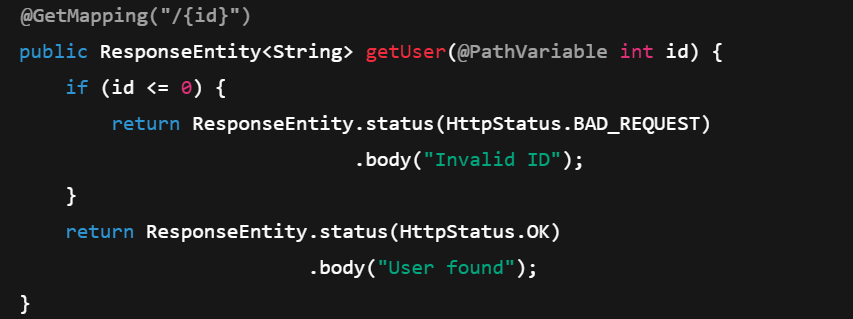 @GetMapping("/{id}")
public ResponseEntity<String> getUser(@PathVariable int id) {
    if (id <= 0) {
        return ResponseEntity.status(HttpStatus.BAD_REQUEST)
                             .body("Invalid ID");
    }
    return ResponseEntity.status(HttpStatus.OK)
                         .body("User found");
}